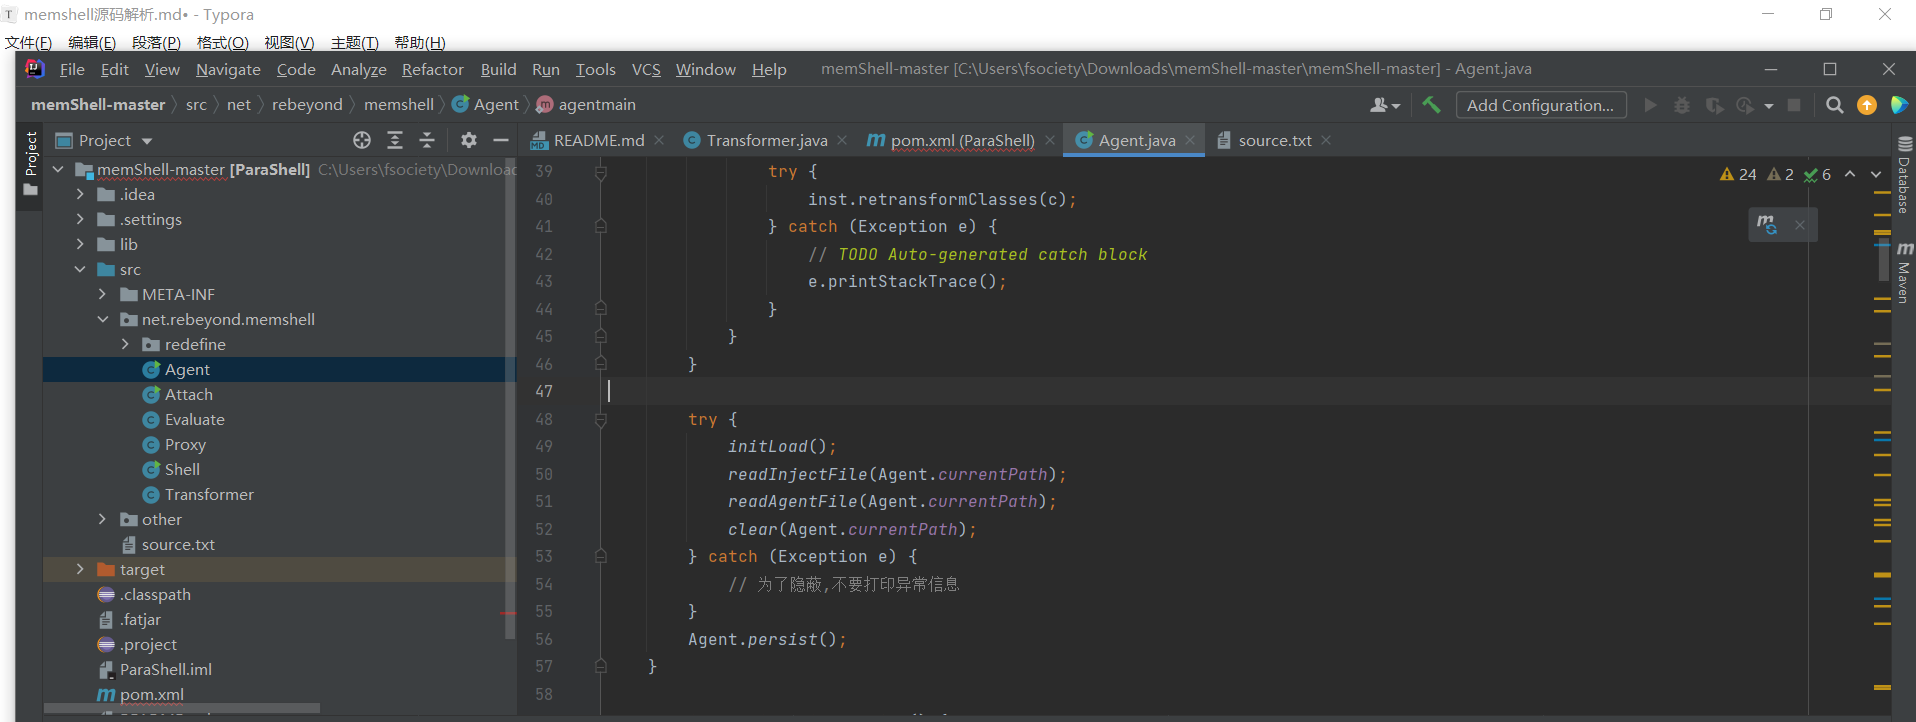 memshell源码解析.md• - Typora
文件(F) 编辑(E) 段落(P) 格式(O) 视图(V) 主题(T) 帮助(H)
File Edit View Navigate Code Analyze Refactor Build Run Tools VCS Window Help memShell-master [C:\Users\fsociety\Downloads\memShell-master\memShell-master] - Agent.java
memShell-master src net rebeyond memshell Agent agentmain Add Configuration...
Project
Project
README.md Transformer.java pom.xml (ParaShell) Agent.java source.txt
memShell-master [ParaShell] C:\Users\fsociety\Downloac
.idea
.settings
lib
src
META-INF
net.rebeyond.memshell
redefine
Agent
Attach
Evaluate
Proxy
Shell
Transformer
other
source.txt
target
.classpath
.fatjar
.project
ParaShell.iml
pom.xml
24 2 6
39 try {
40 inst.retransformClasses(c);
41 } catch (Exception e) {
42 // TODO Auto-generated catch block
43 e.printStackTrace();
44 }
45 }
46 }
47
48 try {
49 initLoad();
50 readInjectFile(Agent.currentPath);
51 readAgentFile(Agent.currentPath);
52 clear(Agent.currentPath);
53 } catch (Exception e) {
54 // 为了隐蔽,不要打印异常信息
55 }
56 Agent.persist();
57 }
58
Database
Maven